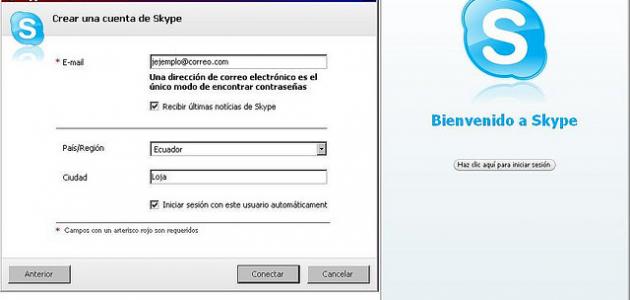 Crear una cuenta de Skype
* E-mail
jejemplo@correo.com
Una dirección de correo electrónico es el
único modo de encontrar contraseñas
Recibir últimas notícias de Skype
País/Región
Ecuador
Ciudad
Loja
Iniciar sesión con este usuario automáticament
* Campos con un arterisco rojo son requeridos
Anterior
Conectar
Cancelar
S
Bienvenido a Skype
Haz clic aquí para iniciar sesión